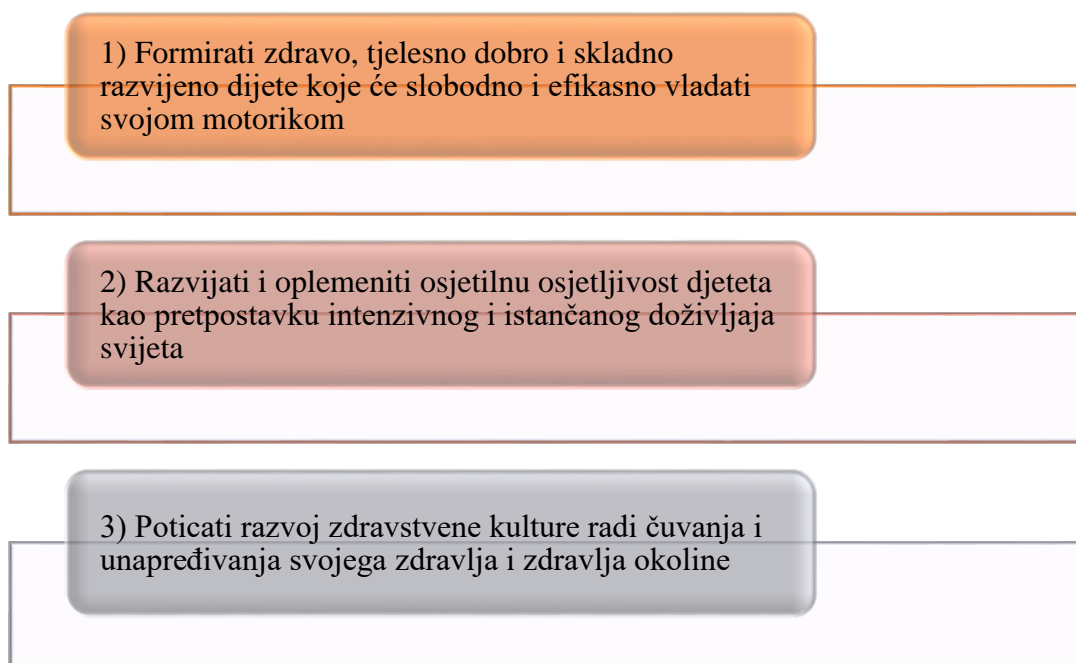 1) Formirati zdravo, tjelesno dobro i skladno
razvijeno dijete koje će slobodno i efikasno vladati
svojom motorikom
2) Razvijati i oplemeniti osjetilnu osjetljivost djeteta
kao pretpostavku intenzivnog i istančanog doživljaja
svijeta
3) Poticati razvoj zdravstvene kulture radi čuvanja i
unapređivanja svojega zdravlja i zdravlja okoline